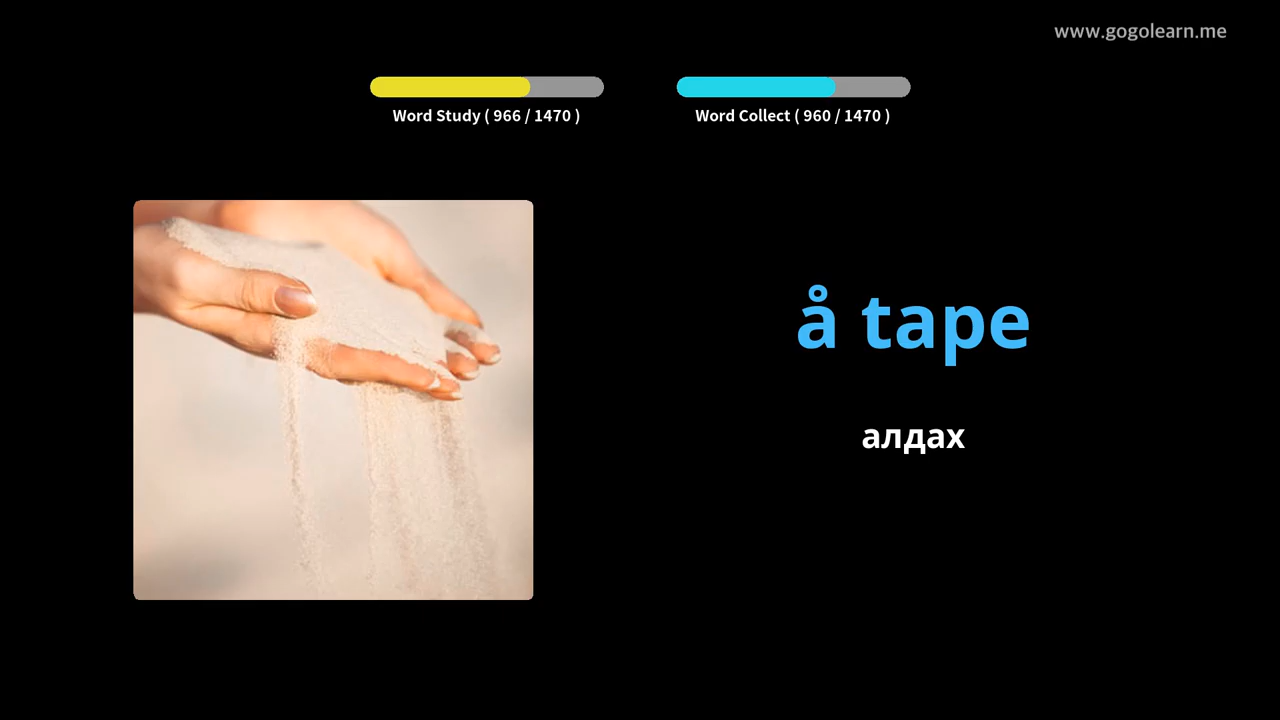 www.gogolearn.me
Word Study ( 966 / 1470 )
Word Collect ( 960 / 1470 )
å tape
алдах